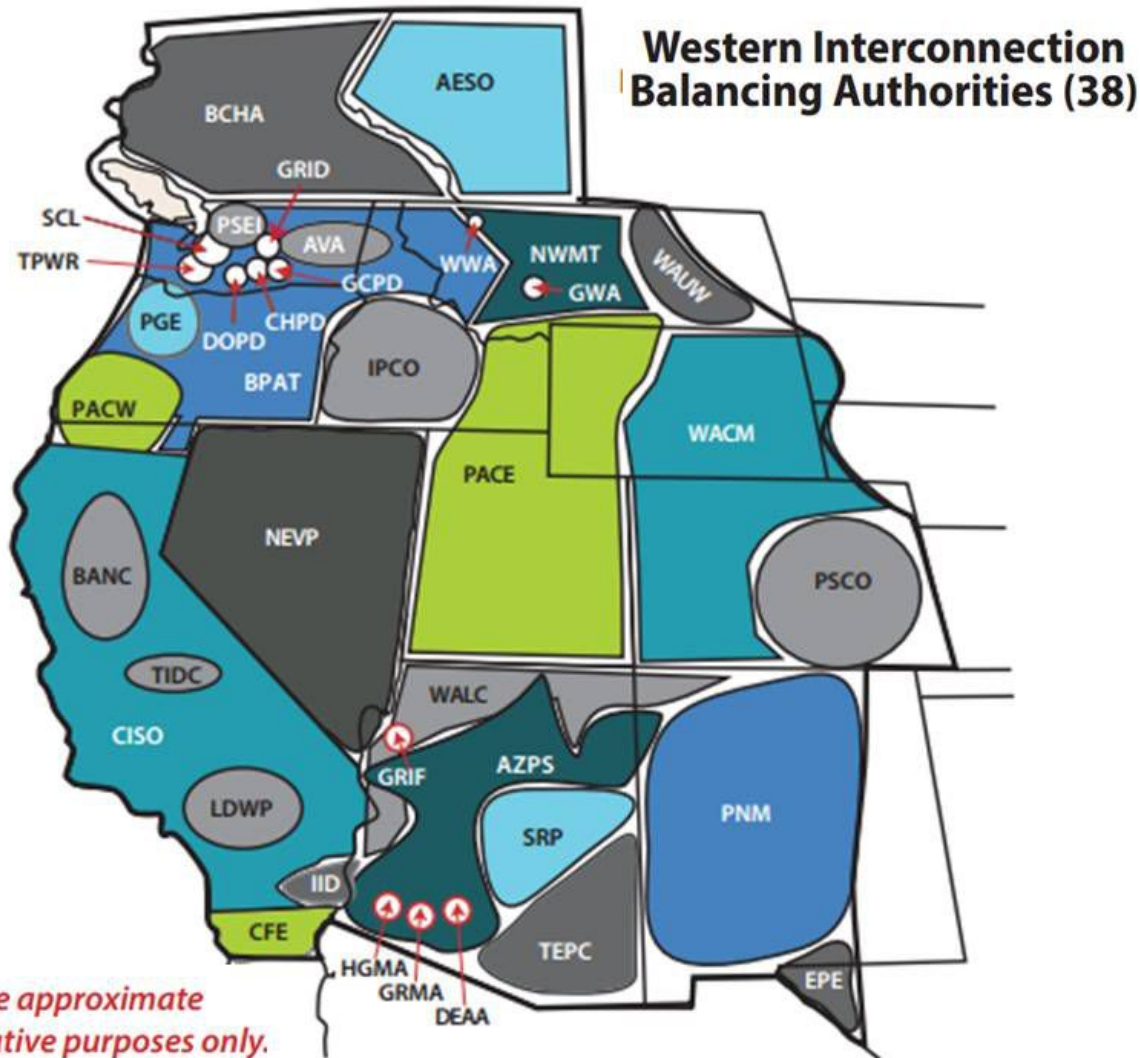 Western Interconnection
Balancing Authorities (38)
AESO
BCHA
GRID
SCL
PSEI
AVA
TPWR
WWA
NWMT
WAUW
GCPD
GWA
PGE
CHPD
DOPD
IPCO
BPAT
PACW
WACM
PACE
NEVP
BANC
PSCO
TIDC
WALC
CISO
AZPS
GRIF
LDWP
PNM
SRP
IID
CFE
TEPC
HGMA
EPE
GRMA
DEAA
e approximate
ative purposes only.